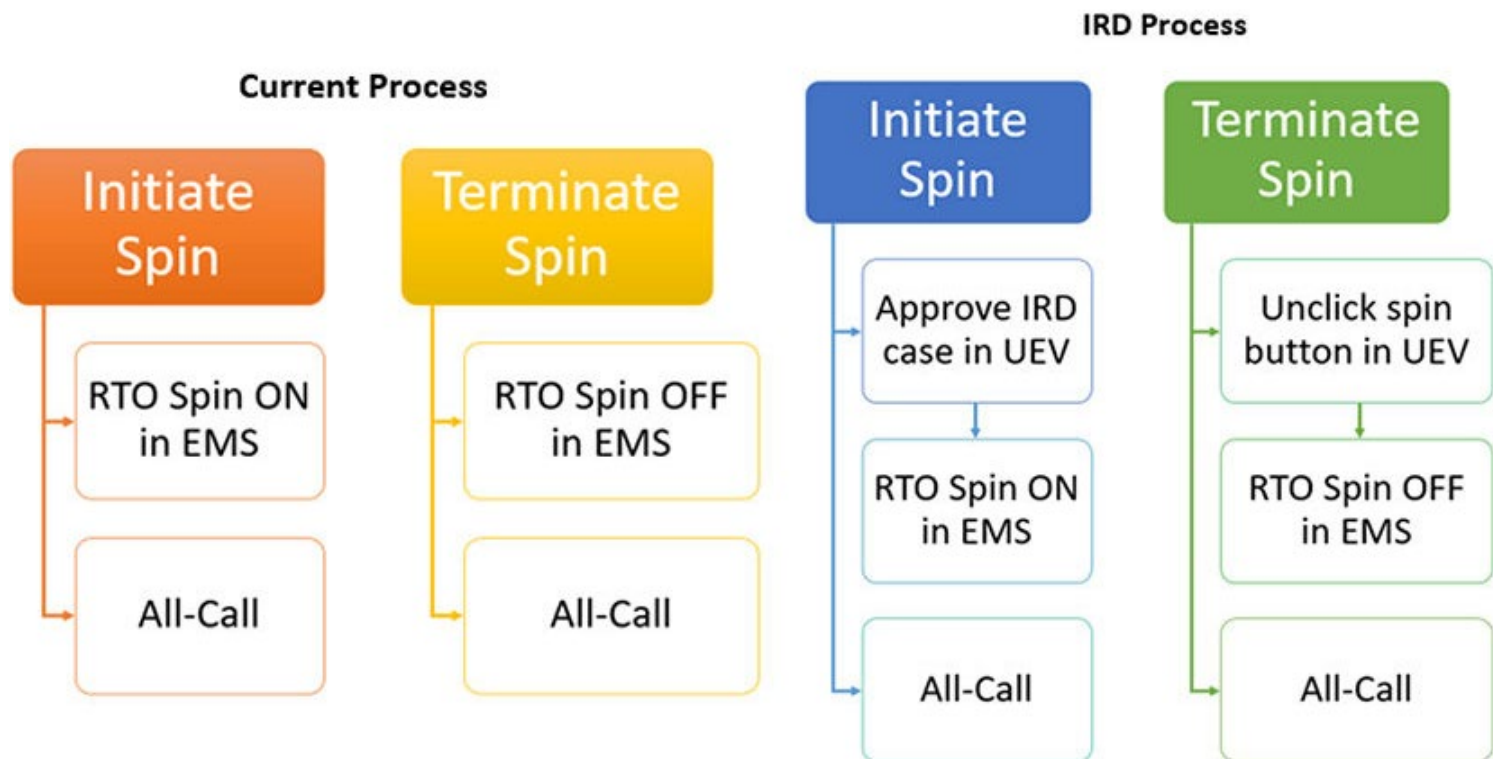 Current Process
Initiate
Spin
RTO Spin ON
in EMS
All-Call
Terminate
Spin
RTO Spin OFF
in EMS
All-Call
IRD Process
Initiate
Spin
Approve IRD
case in UEV
RTO Spin ON
in EMS
All-Call
Terminate
Spin
Unclick spin
button in UEV
RTO Spin OFF
in EMS
All-Call